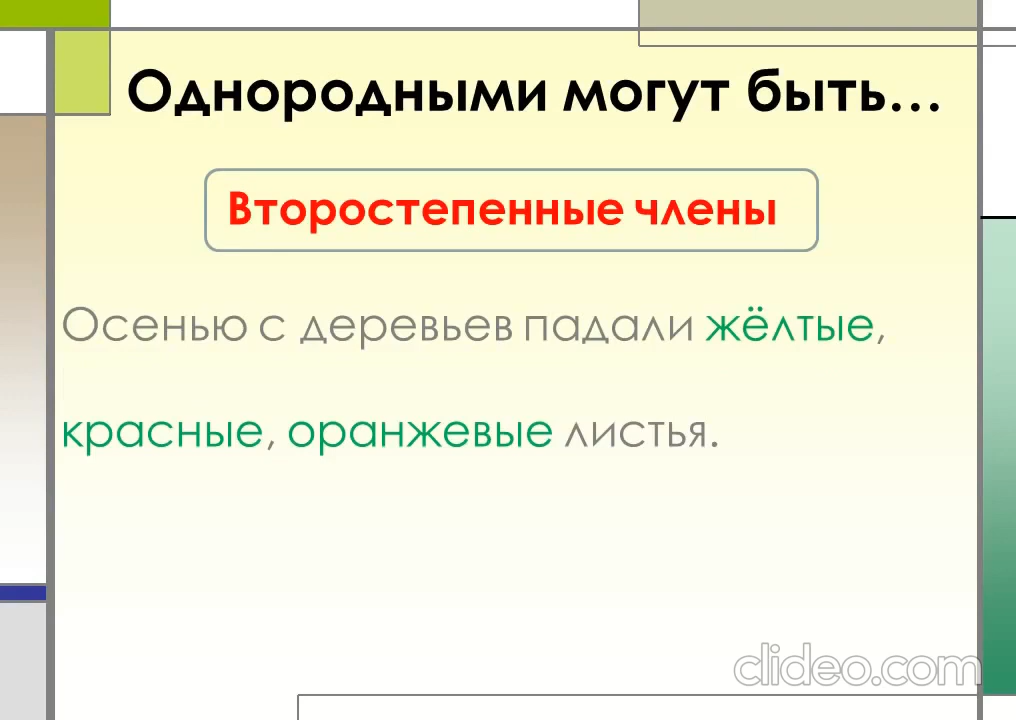 Однородными могут быть…
Второстепенные члены
Осенью с деревьев падали жёлтые,
красные, оранжевые листья.
clideo.com